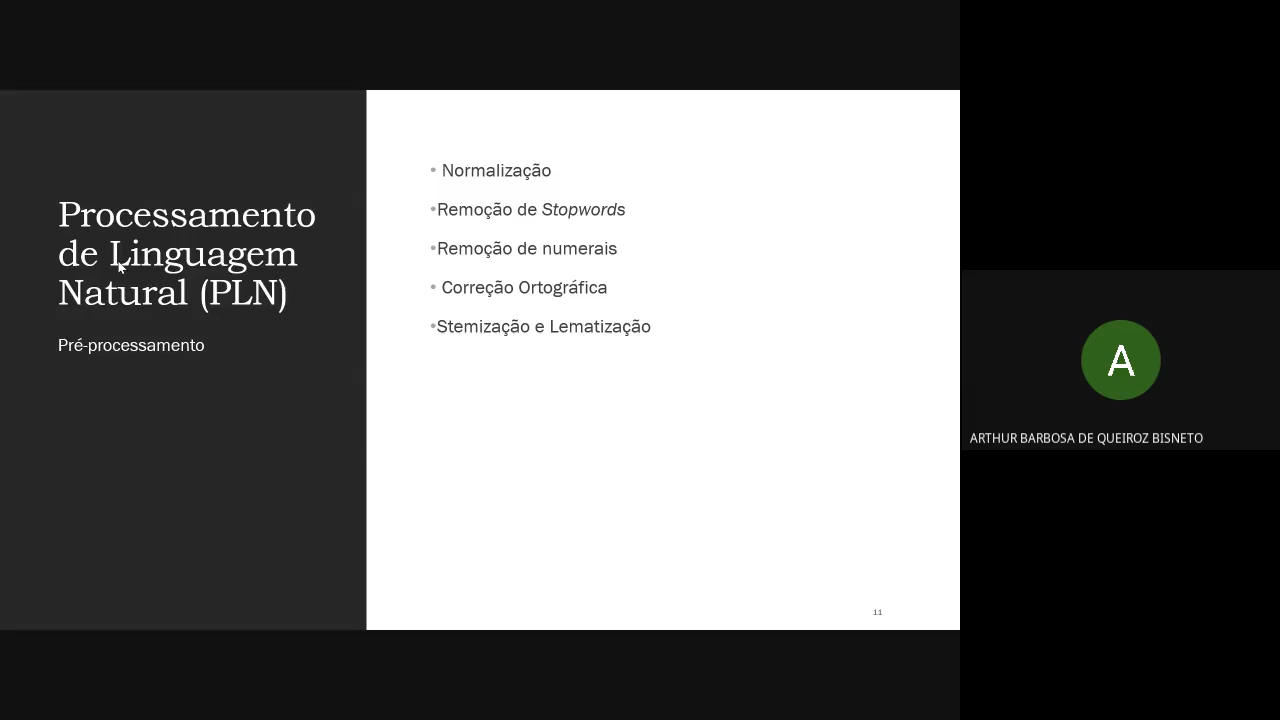 Processamento
de Linguagem
Natural (PLN)
Pré-processamento
• Normalização
•Remoção de Stopwords
•Remoção de numerais
• Correção Ortográfica
•Stemização e Lematização
11
A
ARTHUR BARBOSA DE QUEIROZ BISNETO